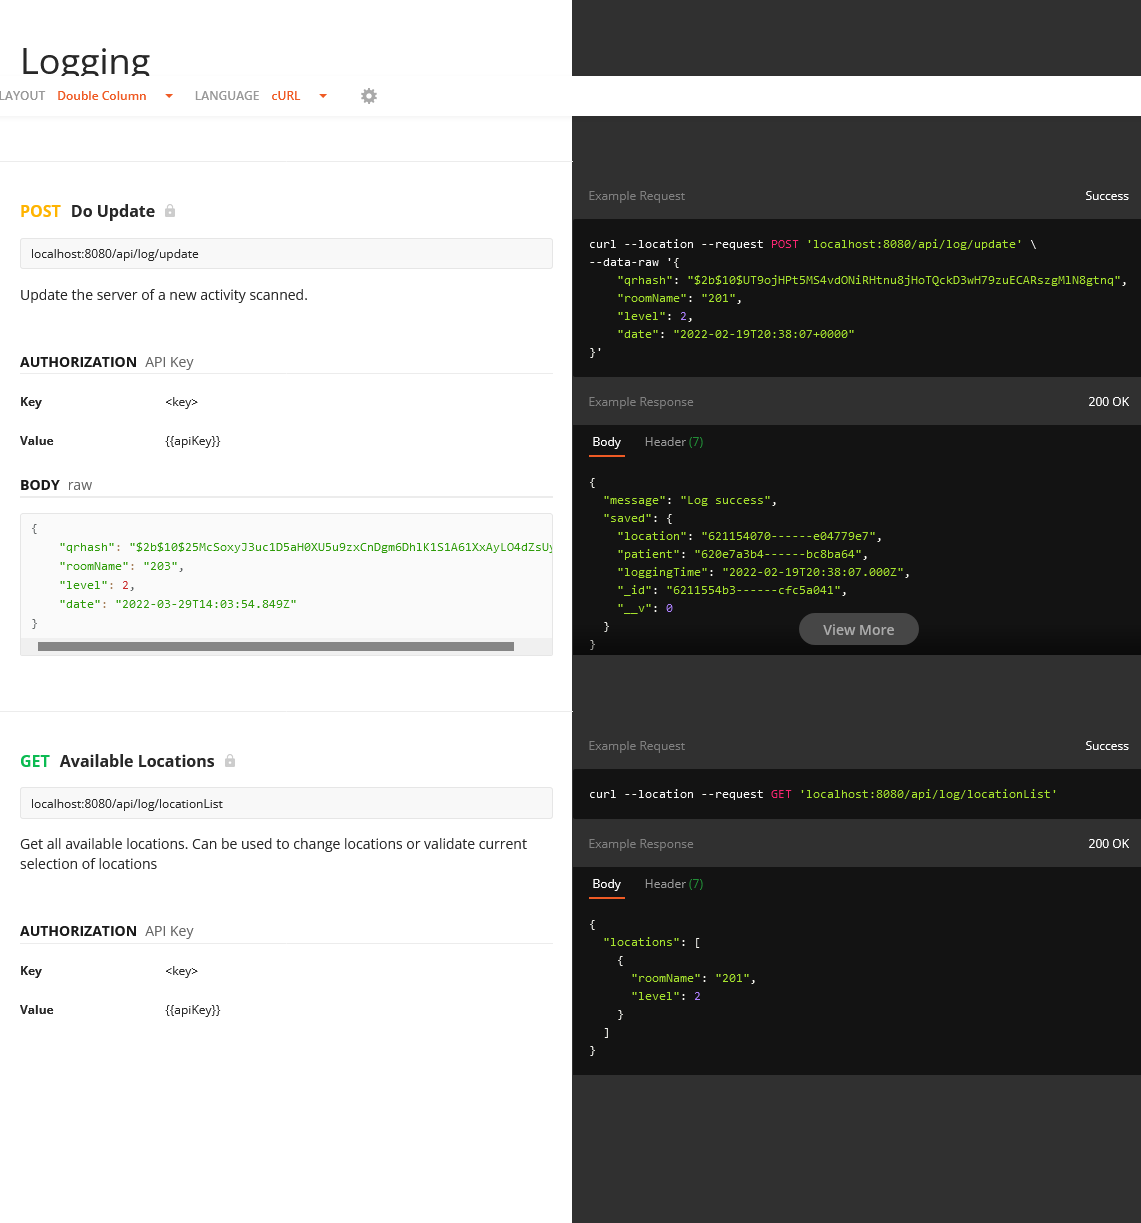 Logging
LAYOUT Double Column LANGUAGE cURL
POST Do Update
localhost:8080/api/log/update
Update the server of a new activity scanned.
AUTHORIZATION API Key
Key <key>
Value {{apiKey}}
BODY raw
{
    "qrhash": "$2b$10$25McSoxyJ3uc1D5aH0XU5u9zxCnDgm6DhlK1S1A61XxAyLO4dZsUy
    "roomName": "203",
    "level": 2,
    "date": "2022-03-29T14:03:54.849Z"
}
Example Request Success
curl --location --request POST 'localhost:8080/api/log/update' \
--data-raw '{
    "qrhash": "$2b$10$UT9ojHPt5MS4vdONiRHtnu8jHoTQckD3wH79zuECARszgMlN8gtnq",
    "roomName": "201",
    "level": 2,
    "date": "2022-02-19T20:38:07+0000"
}'
Example Response 200 OK
Body Header (7)
{
  "message": "Log success",
  "saved": {
    "location": "621154070------e04779e7",
    "patient": "620e7a3b4------bc8ba64",
    "loggingTime": "2022-02-19T20:38:07.000Z",
    "_id": "6211554b3------cfc5a041",
    "__v": 0
  }
}
View More
GET Available Locations
localhost:8080/api/log/locationList
Get all available locations. Can be used to change locations or validate current
selection of locations
AUTHORIZATION API Key
Key <key>
Value {{apiKey}}
Example Request Success
curl --location --request GET 'localhost:8080/api/log/locationList'
Example Response 200 OK
Body Header (7)
{
  "locations": [
    {
      "roomName": "201",
      "level": 2
    }
  ]
}